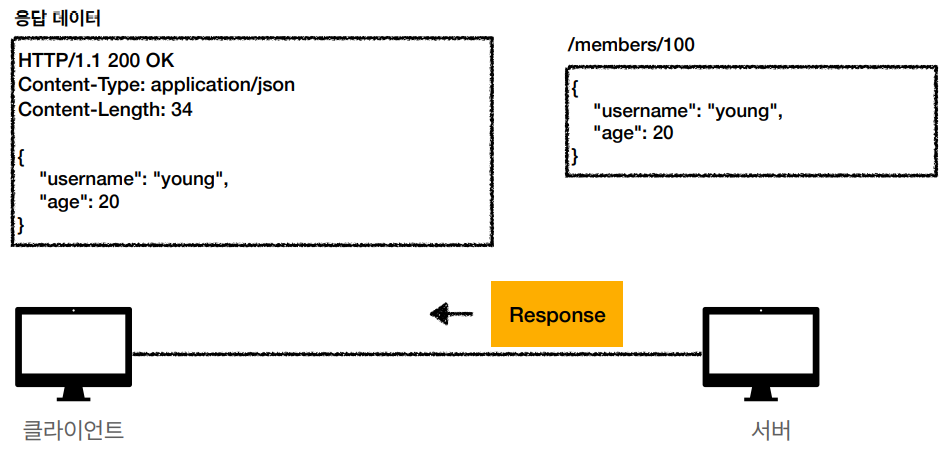 응답 데이터
HTTP/1.1 200 OK
Content-Type: application/json
Content-Length: 34
{
"username": "young",
"age": 20
}
/members/100
{
"username": "young",
"age": 20
}
Response
클라이언트
서버